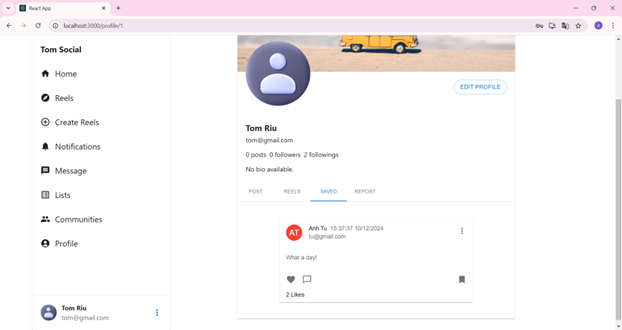 React App
localhost:3000/profile/1
A
Tom Social
Home
Reels
Create Reels
Notifications
Message
Lists
Communities
Profile
Tom Riu
tom@gmail.com
EDIT PROFILE
Tom Riu
tom@gmail.com
0 posts 0 followers 2 followings
No bio available.
POST REELS SAVED REPOST
AT
Anh Tu 15:37:37 10/12/2024
tu@gmail.com
What a day!
2 Likes